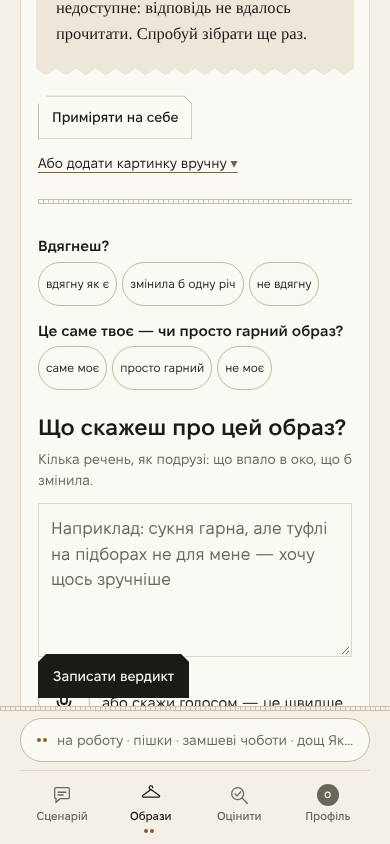 недоступне: відповідь не вдалось
прочитати. Спробуй зібрати ще раз.
Приміряти на себе
Або додати картинку вручну ▾
Вдягнеш?
вдягну як є
змінила б одну річ
не вдягну
Це саме твоє — чи просто гарний образ?
саме моє
просто гарний
не моє
Що скажеш про цей образ?
Кілька речень, як подрузі: що впало в око, що б
змінила.
Наприклад: сукня гарна, але туфлі
на підборах не для мене — хочу
щось зручніше
Записати вердикт
або скажи голосом — це швидше
на роботу · пішки · замшеві чоботи · дощ Як...
Сценарій
Образи
Оцінити
О
Профіль